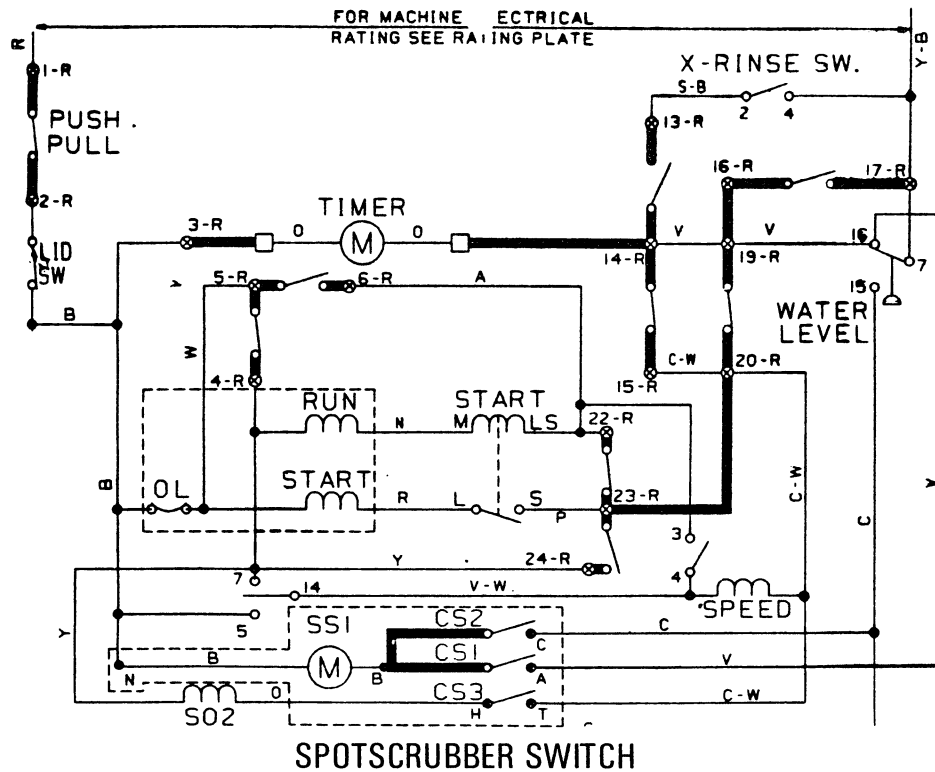 FOR MACHINE ECTRICAL
RATING SEE RATING PLATE
R
Y-B
1-R
PUSH.
PULL
2-R
LID
SW
B
X-RINSE SW.
S-B
2
4
13-R
16-R
17-R
3-R
TIMER
O
M
O
V
V
14-R
19-R
16
7
15
WATER
LEVEL
5-R
6-R
A
Y
W
4-R
C-W
15-R
20-R
RUN
N
START
M
LS
22-R
B
OL
START
R
L
S
P
23-R
C-W
C
3
4
24-R
Y
7
14
V-W
SPEED
5
Y
SS1
CS2
C
C
B
M
B
CS1
A
V
N
SO2
O
CS3
H
T
C-W
SPOTSCRUBBER SWITCH